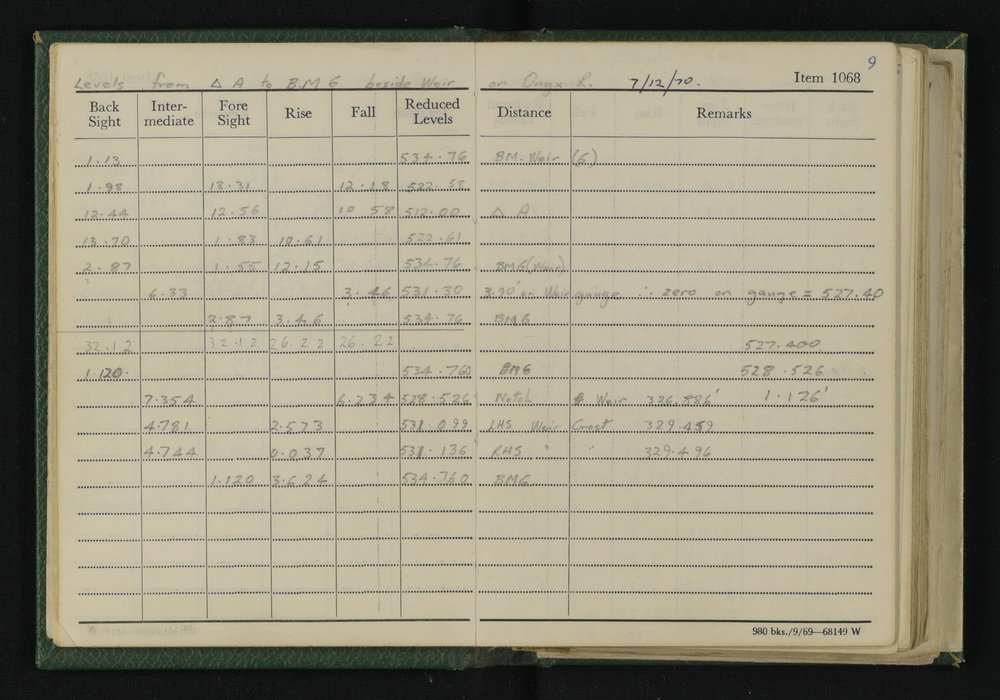 9
Levels from △ A to B.M 6 beside Weir on Onyx R. 7/12/70. Item 1068
Back Sight Inter-mediate Fore Sight Rise Fall Reduced Levels Distance Remarks
1.13 534.76 BM. Weir (6)
1.98 13.31 12.18 522.58
12.44 12.56 10 58 512.00 △ A
13.70 1.83 10.61 522.61
2.87 1.55 12.15 534.76 BM6 (Weir)
6.33 3.46 531.30 3.90' on Weir gauge ∴ zero on gauge = 527.40
2.87 3.46 534.76 BM6
32.12 32.12 26.22 26.22 527.400
1.120 534.760 BM6 528.526
7.354 6.234 528.526 Notch Weir 326.886' 1.126'
4.781 2.573 531.099 LHS Weir Crest 329.459
4.744 0.037 531.136 RHS " " 329.496
1.120 3.624 534.760 BM6
980 bks./9/69—68149 W